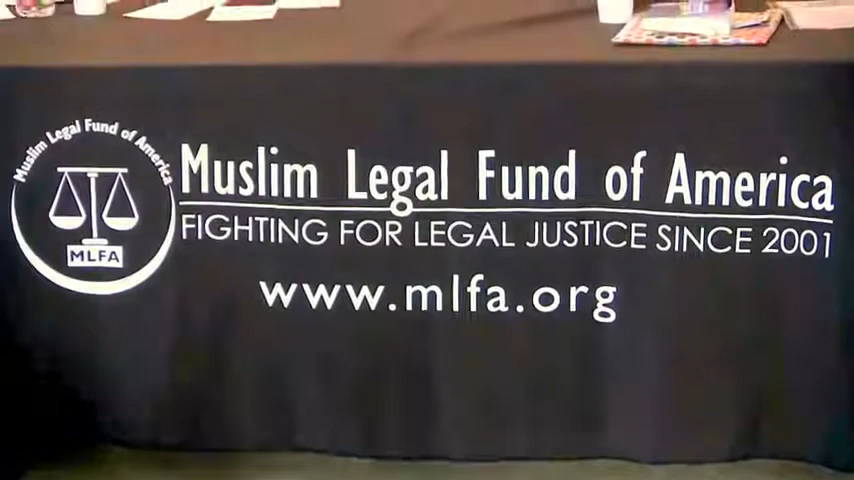 Muslim Legal Fund of America
MLFA
Muslim Legal Fund of America
FIGHTING FOR LEGAL JUSTICE SINCE 2001
www.mlfa.org